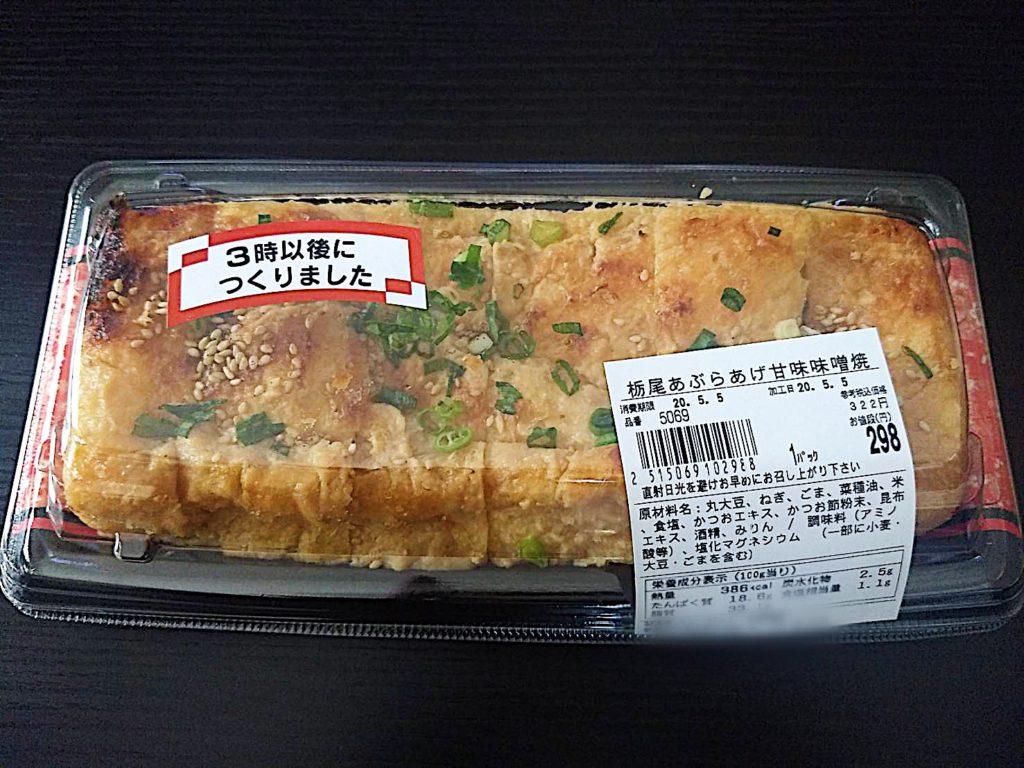 3時以後に
つくりました
栃尾あぶらあげ甘味味噌焼
消費期限 20.5.5 加工日 20.5.5
品番 5069 参考税込価格
322円
お値段(円)
298
1パック
2 515069 102988
直射日光を避けお早めにお召し上がり下さい
原材料名:丸大豆、ねぎ、ごま、菜種油、米
、食塩、かつおエキス、かつお節粉末、昆布
エキス、酒精、みりん / 調味料(アミノ
酸等)、塩化マグネシウム (一部に小麦・
大豆・ごまを含む)
栄養成分表示(100g当り)
熱量 386kcal 炭水化物 2.5g
たんぱく質 18.6g 食塩相当量 1.1g
脂質